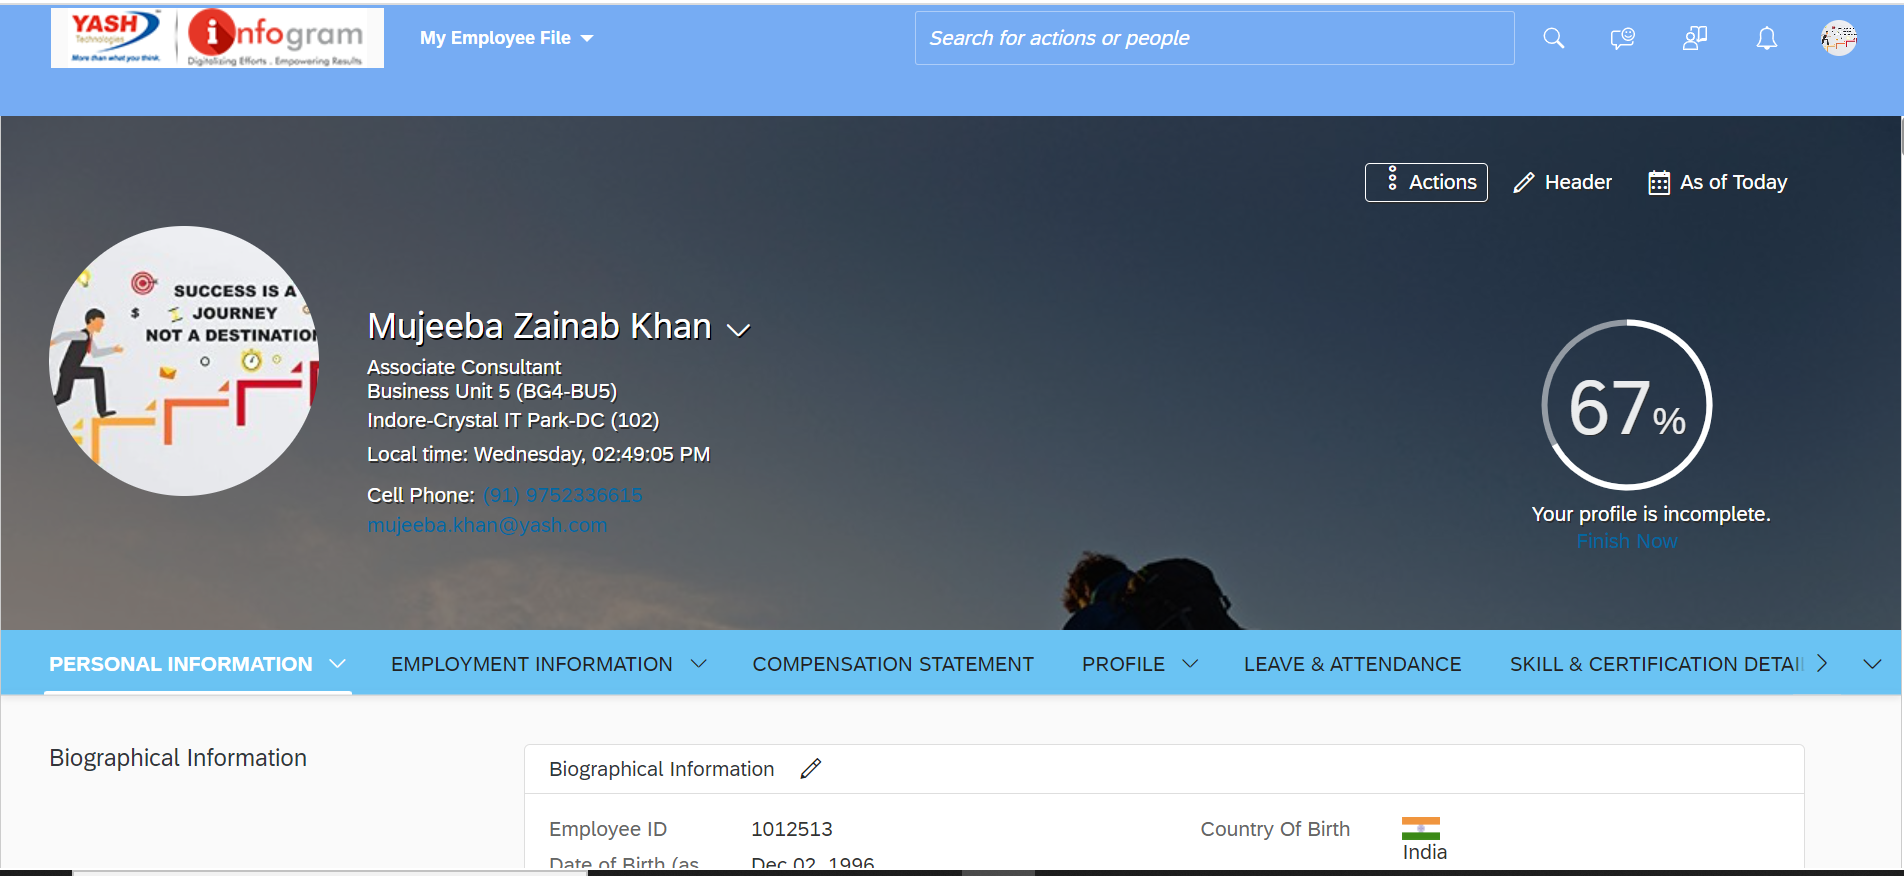 YASH
Technologies
More than what you think.
infogram
Digitalizing Efforts . Empowering Results
My Employee File
Search for actions or people
Actions
Header
As of Today
SUCCESS IS A
$ JOURNEY
NOT A DESTINATION
Mujeeba Zainab Khan
Associate Consultant
Business Unit 5 (BG4-BU5)
Indore-Crystal IT Park-DC (102)
Local time: Wednesday, 02:49:05 PM
Cell Phone: (91) 9752336615
mujeeba.khan@yash.com
67%
Your profile is incomplete.
Finish Now
PERSONAL INFORMATION EMPLOYMENT INFORMATION COMPENSATION STATEMENT PROFILE LEAVE & ATTENDANCE SKILL & CERTIFICATION DETAI
Biographical Information
Biographical Information
Employee ID 1012513 Country Of Birth India
Date of Birth (as Dec 02, 1996